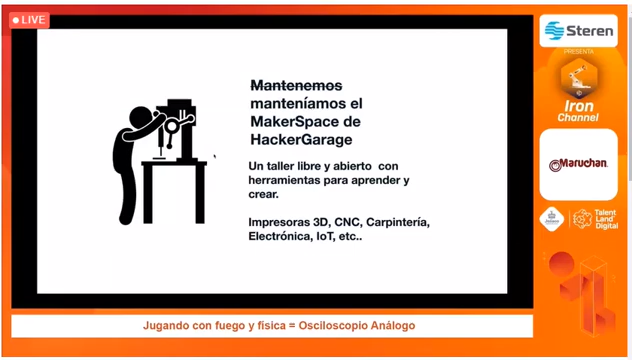 LIVE
Mantenemos
manteníamos el
MakerSpace de
HackerGarage
Un taller libre y abierto con
herramientas para aprender y
crear.
Impresoras 3D, CNC, Carpintería,
Electrónica, IoT, etc..
Jugando con fuego y física = Osciloscopio Análogo
Steren
PRESENTA
Iron
Channel
Maruchan
Talent
Land
Digital